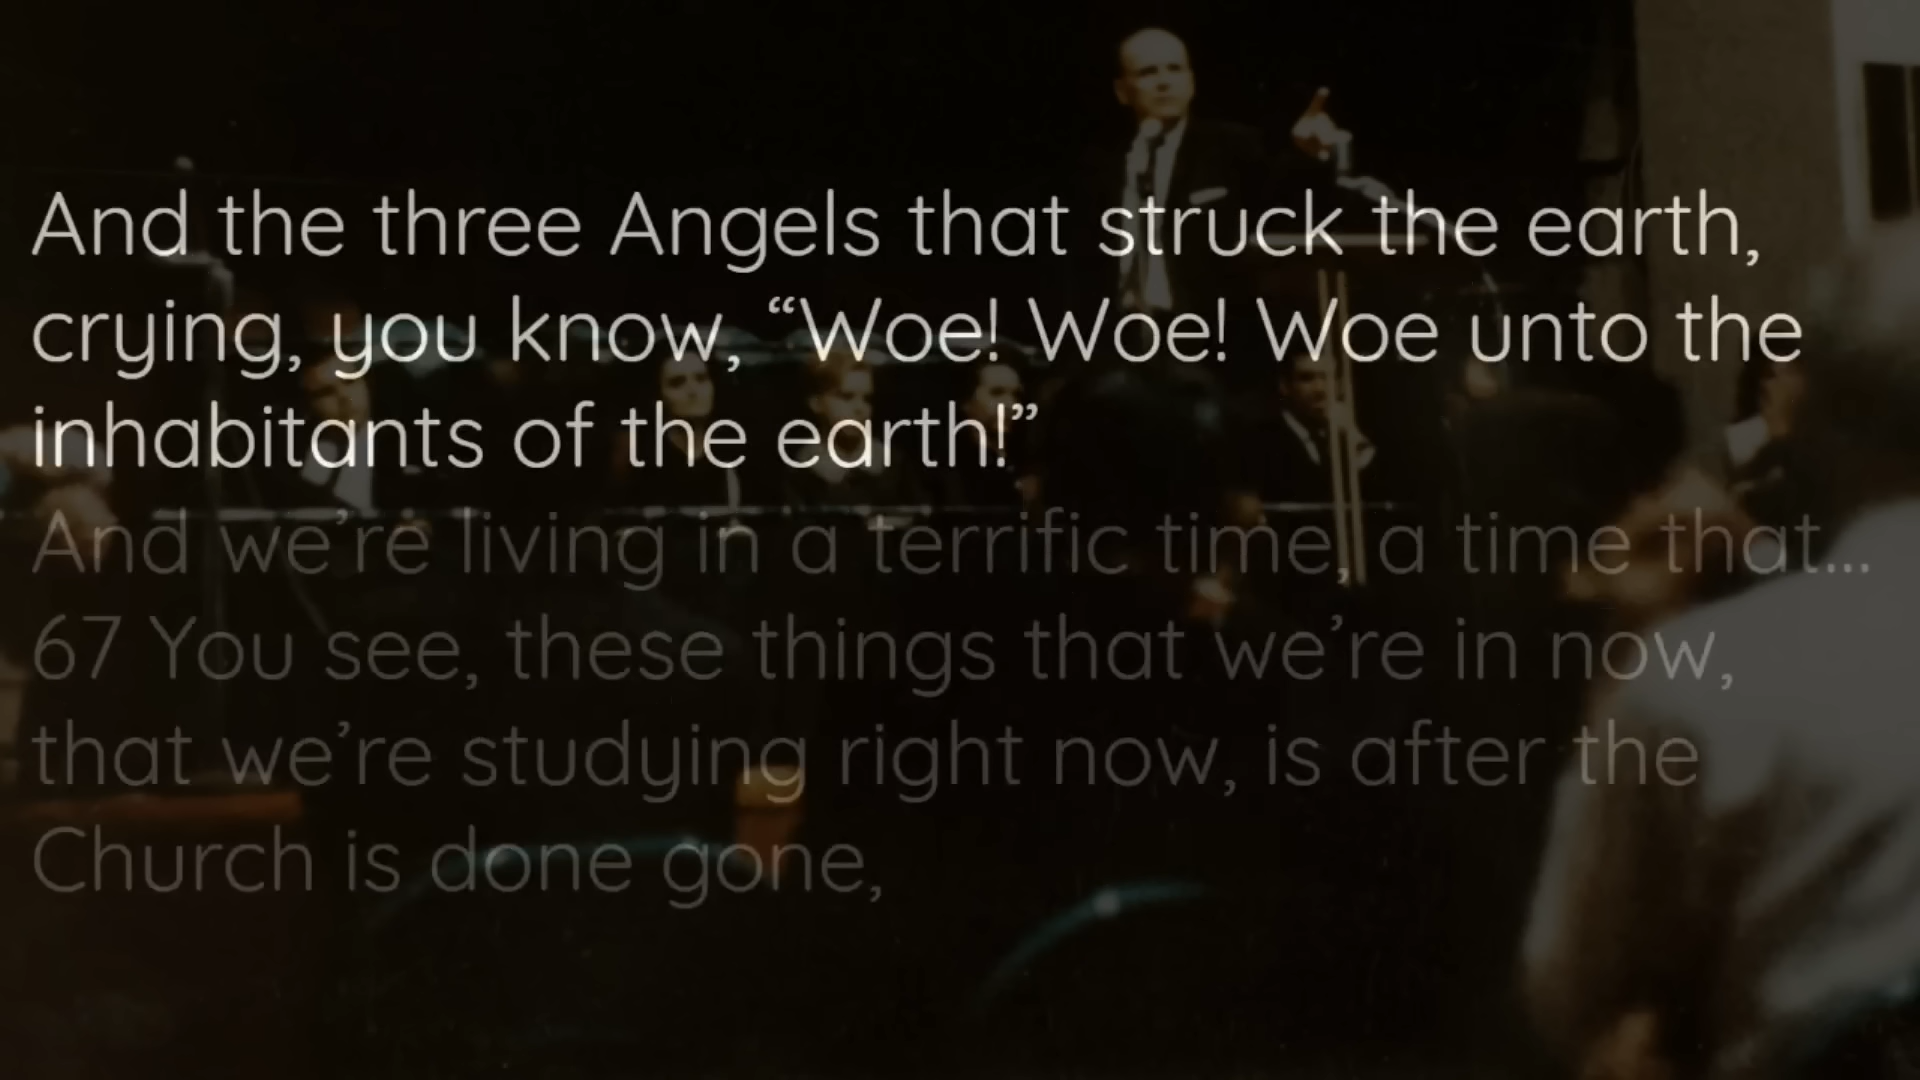 And the three Angels that struck the earth,
crying, you know, “Woe! Woe! Woe unto the
inhabitants of the earth!”
And we’re living in a terrific time, a time that...
67 You see, these things that we’re in now,
that we’re studying right now, is after the
Church is done gone,